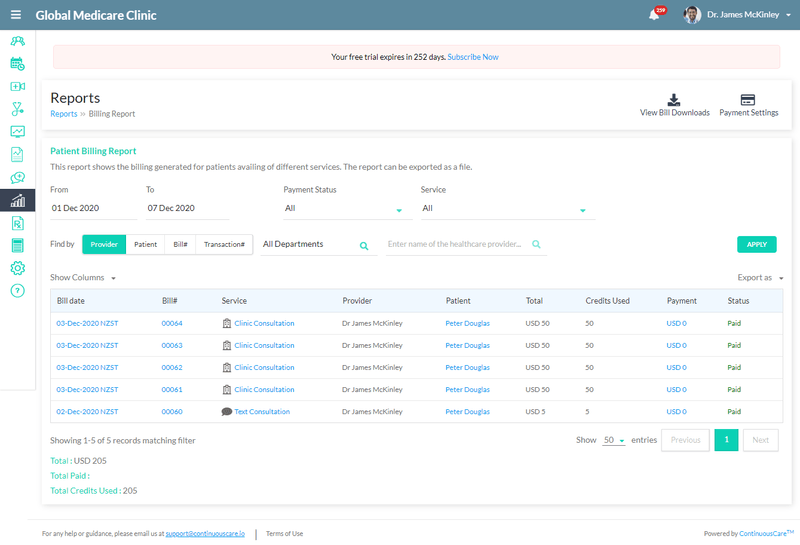 Global Medicare Clinic
259
Dr. James McKinley
Your free trial expires in 252 days. Subscribe Now
Reports
Reports » Billing Report
View Bill Downloads
Payment Settings
Patient Billing Report
This report shows the billing generated for patients availing of different services. The report can be exported as a file.
From To Payment Status Service
01 Dec 2020 07 Dec 2020 All All
Find by Provider Patient Bill# Transaction# All Departments Enter name of the healthcare provider... APPLY
Show Columns Export as
Bill date Bill# Service Provider Patient Total Credits Used Payment Status
03-Dec-2020 NZST 00064 Clinic Consultation Dr James McKinley Peter Douglas USD 50 50 USD 0 Paid
03-Dec-2020 NZST 00063 Clinic Consultation Dr James McKinley Peter Douglas USD 50 50 USD 0 Paid
03-Dec-2020 NZST 00062 Clinic Consultation Dr James McKinley Peter Douglas USD 50 50 USD 0 Paid
03-Dec-2020 NZST 00061 Clinic Consultation Dr James McKinley Peter Douglas USD 50 50 USD 0 Paid
02-Dec-2020 NZST 00060 Text Consultation Dr James McKinley Peter Douglas USD 5 5 USD 0 Paid
Showing 1-5 of 5 records matching filter Show 50 entries Previous 1 Next
Total : USD 205
Total Paid :
Total Credits Used : 205
For any help or guidance, please email us at support@continuouscare.io Terms of Use Powered by ContinuousCare™